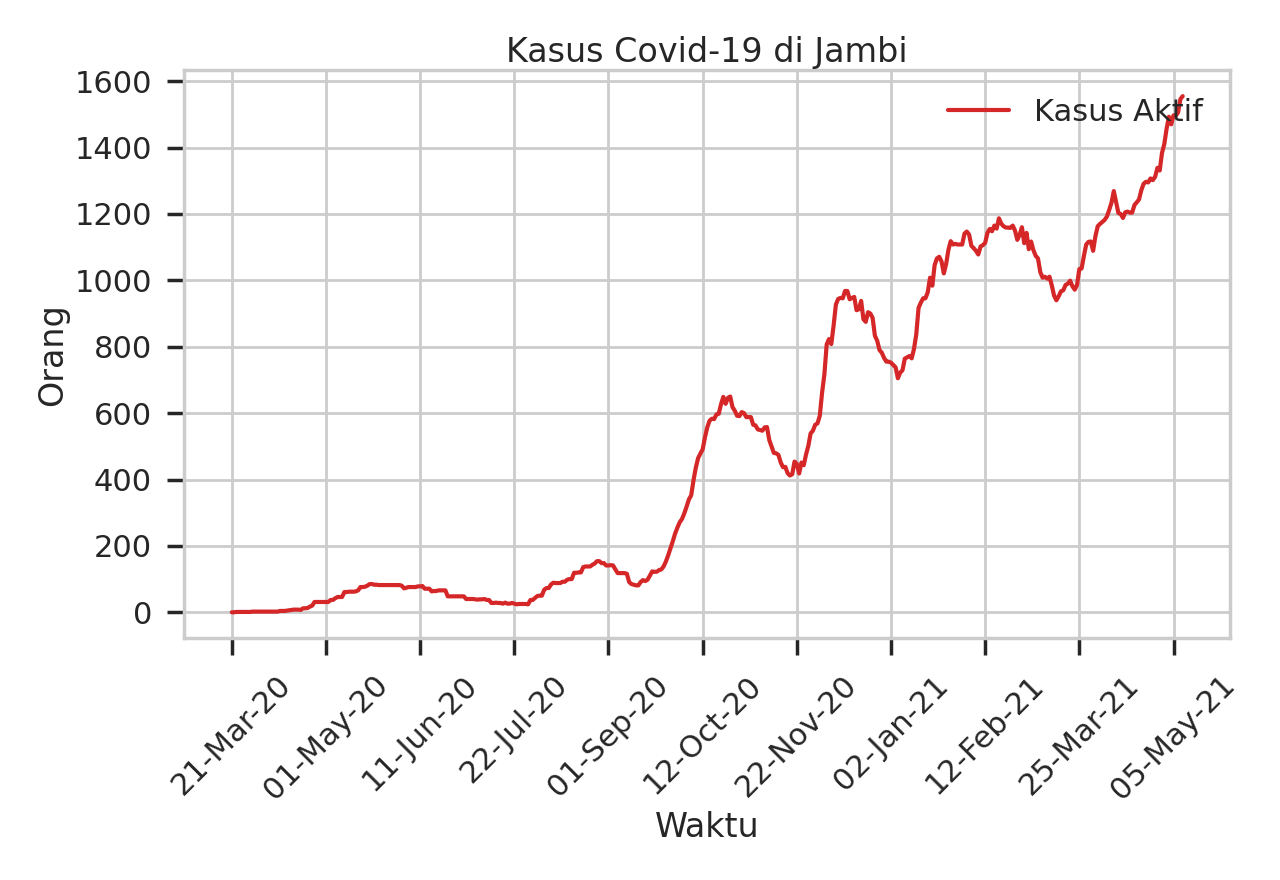 Kasus Covid-19 di Jambi
Kasus Aktif
Orang
1600
1400
1200
1000
800
600
400
200
0
21-Mar-20
01-May-20
11-Jun-20
22-Jul-20
01-Sep-20
12-Oct-20
22-Nov-20
02-Jan-21
12-Feb-21
25-Mar-21
05-May-21
Waktu